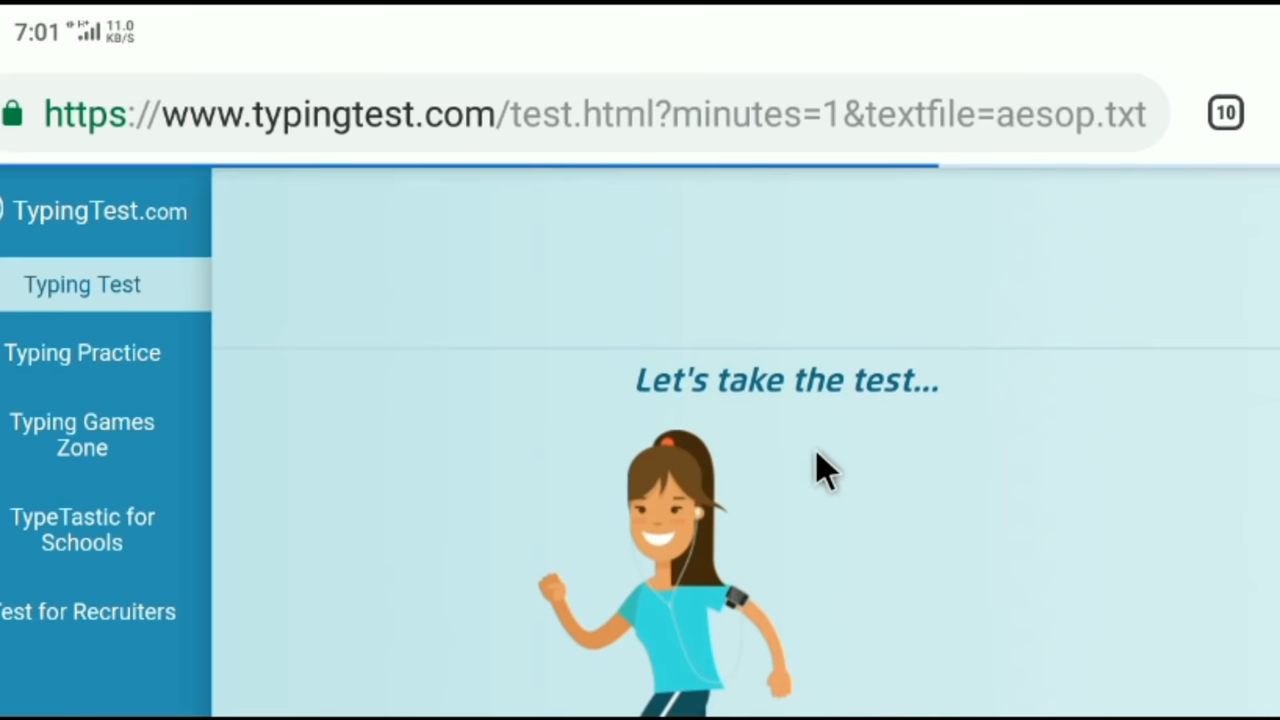 7:01 H+ 11.0 KB/S
https://www.typingtest.com/test.html?minutes=1&textfile=aesop.txt 10
TypingTest.com
Typing Test
Typing Practice
Let's take the test...
Typing Games
Zone
TypeTastic for
Schools
est for Recruiters